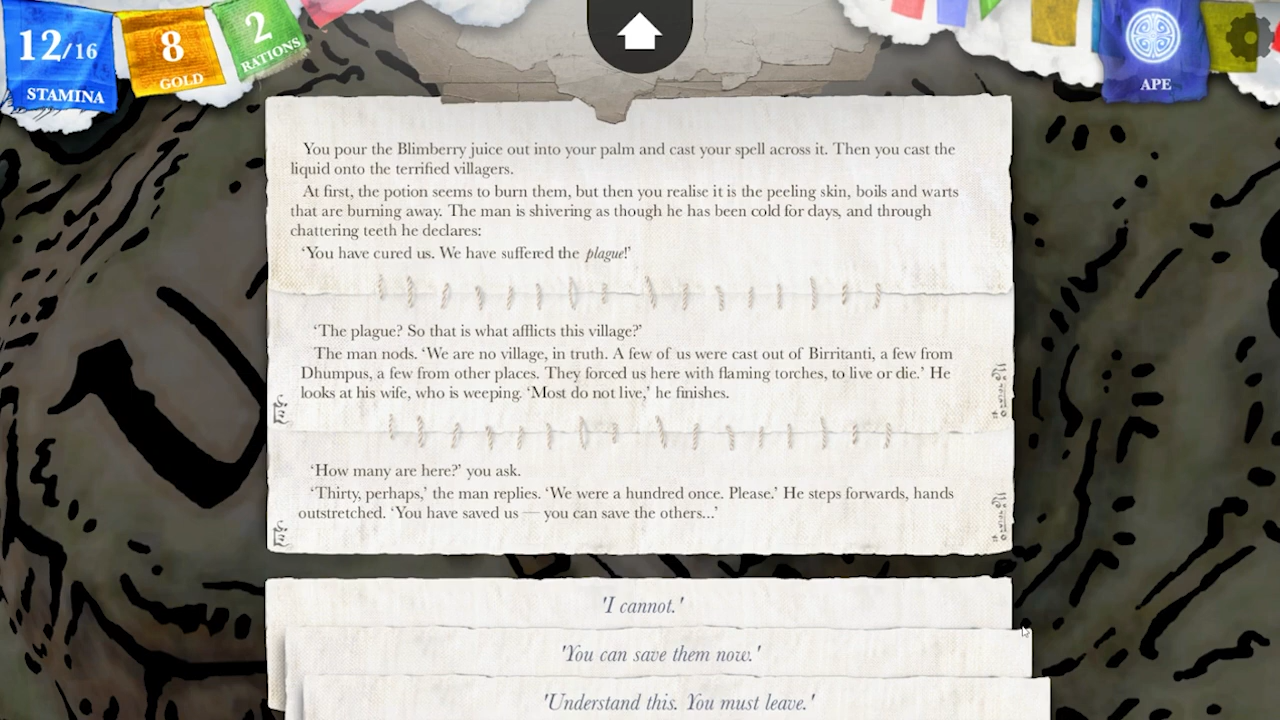 12/16
STAMINA
8
GOLD
2
RATIONS
APE
You pour the Blimberry juice out into your palm and cast your spell across it. Then you cast the
liquid onto the terrified villagers.
At first, the potion seems to burn them, but then you realise it is the peeling skin, boils and warts
that are burning away. The man is shivering as though he has been cold for days, and through
chattering teeth he declares:
‘You have cured us. We have suffered the plague!’
‘The plague? So that is what afflicts this village?’
The man nods. ‘We are no village, in truth. A few of us were cast out of Birritanti, a few from
Dhumpus, a few from other places. They forced us here with flaming torches, to live or die.’ He
looks at his wife, who is weeping. ‘Most do not live,’ he finishes.
‘How many are here?’ you ask.
‘Thirty, perhaps,’ the man replies. ‘We were a hundred once. Please.’ He steps forwards, hands
outstretched. ‘You have saved us — you can save the others...’
'I cannot.'
'You can save them now.'
'Understand this. You must leave.'